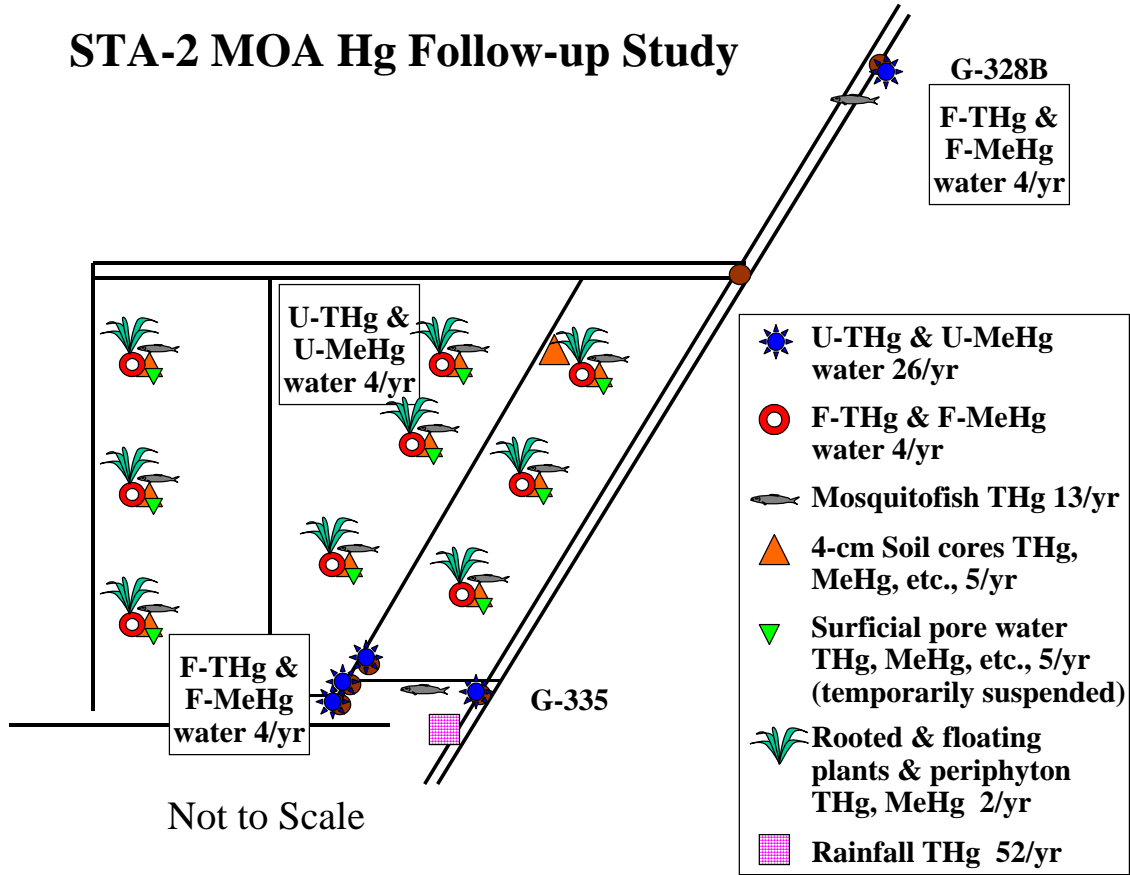 STA-2 MOA Hg Follow-up Study
G-328B
F-THg &
F-MeHg
water 4/yr
U-THg &
U-MeHg
water 4/yr
F-THg &
F-MeHg
water 4/yr
G-335
Not to Scale
U-THg & U-MeHg
water 26/yr
F-THg & F-MeHg
water 4/yr
Mosquitofish THg 13/yr
4-cm Soil cores THg,
MeHg, etc., 5/yr
Surficial pore water
THg, MeHg, etc., 5/yr
(temporarily suspended)
Rooted & floating
plants & periphyton
THg, MeHg 2/yr
Rainfall THg 52/yr